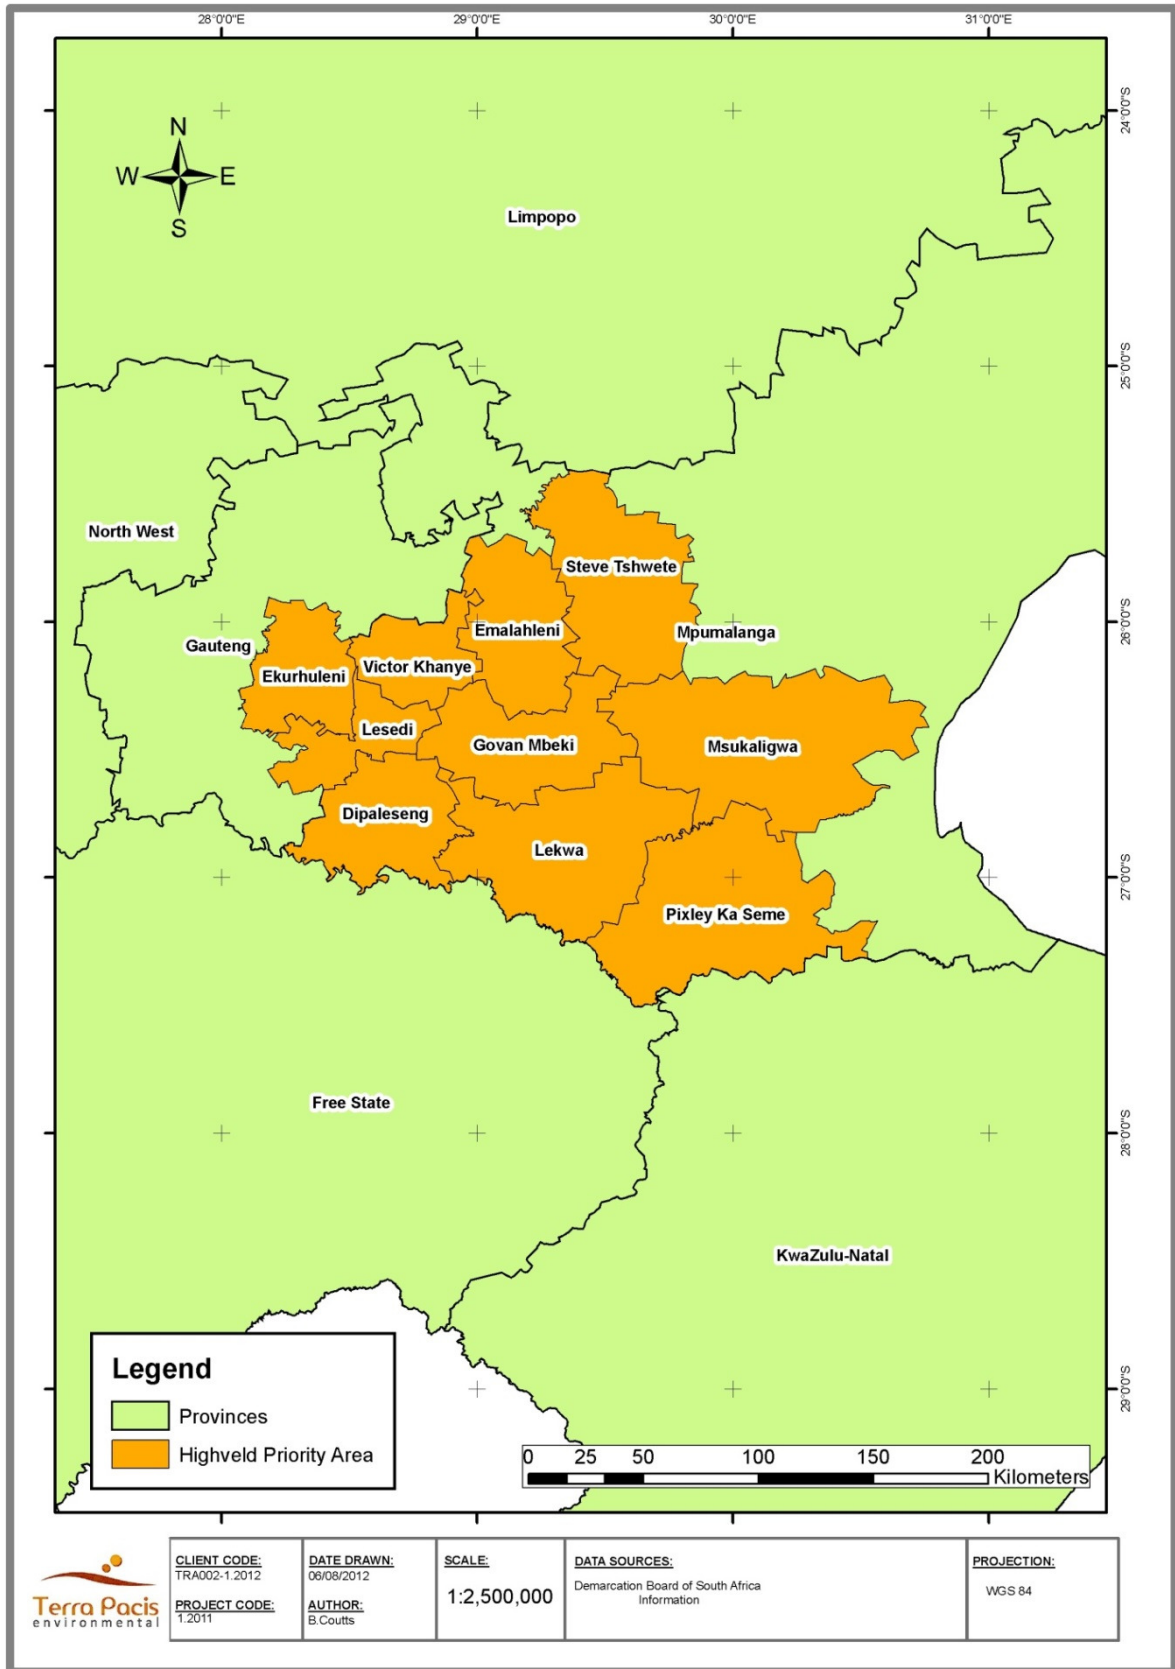 28°0'0"E
29°0'0"E
30°0'0"E
31°0'0"E
24°0'0"S
25°0'0"S
26°0'0"S
27°0'0"S
28°0'0"S
29°0'0"S
N
W E
S
Limpopo
North West
Steve Tshwete
Emalahleni
Mpumalanga
Gauteng
Victor Khanye
Ekurhuleni
Lesedi
Govan Mbeki
Msukaligwa
Dipaleseng
Lekwa
Pixley Ka Seme
Free State
KwaZulu-Natal
Legend
Provinces
Highveld Priority Area
0 25 50 100 150 200
Kilometers
Terra Pacis
environmental
CLIENT CODE:
TRA002-1.2012
PROJECT CODE:
1.2011
DATE DRAWN:
06/08/2012
AUTHOR:
B.Coutts
SCALE:
1:2,500,000
DATA SOURCES:
Demarcation Board of South Africa
Information
PROJECTION:
WGS 84